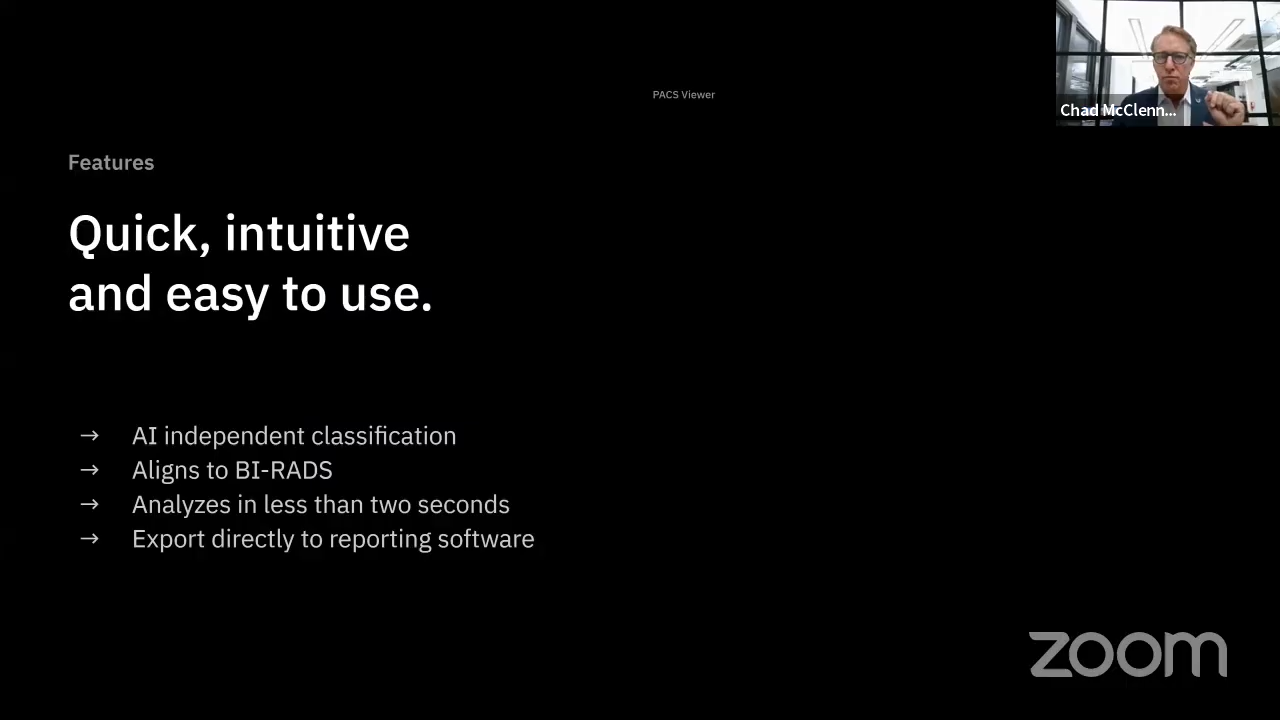 PACS Viewer
Chad McClenn...
Features
Quick, intuitive
and easy to use.
→ AI independent classification
→ Aligns to BI-RADS
→ Analyzes in less than two seconds
→ Export directly to reporting software
zoom